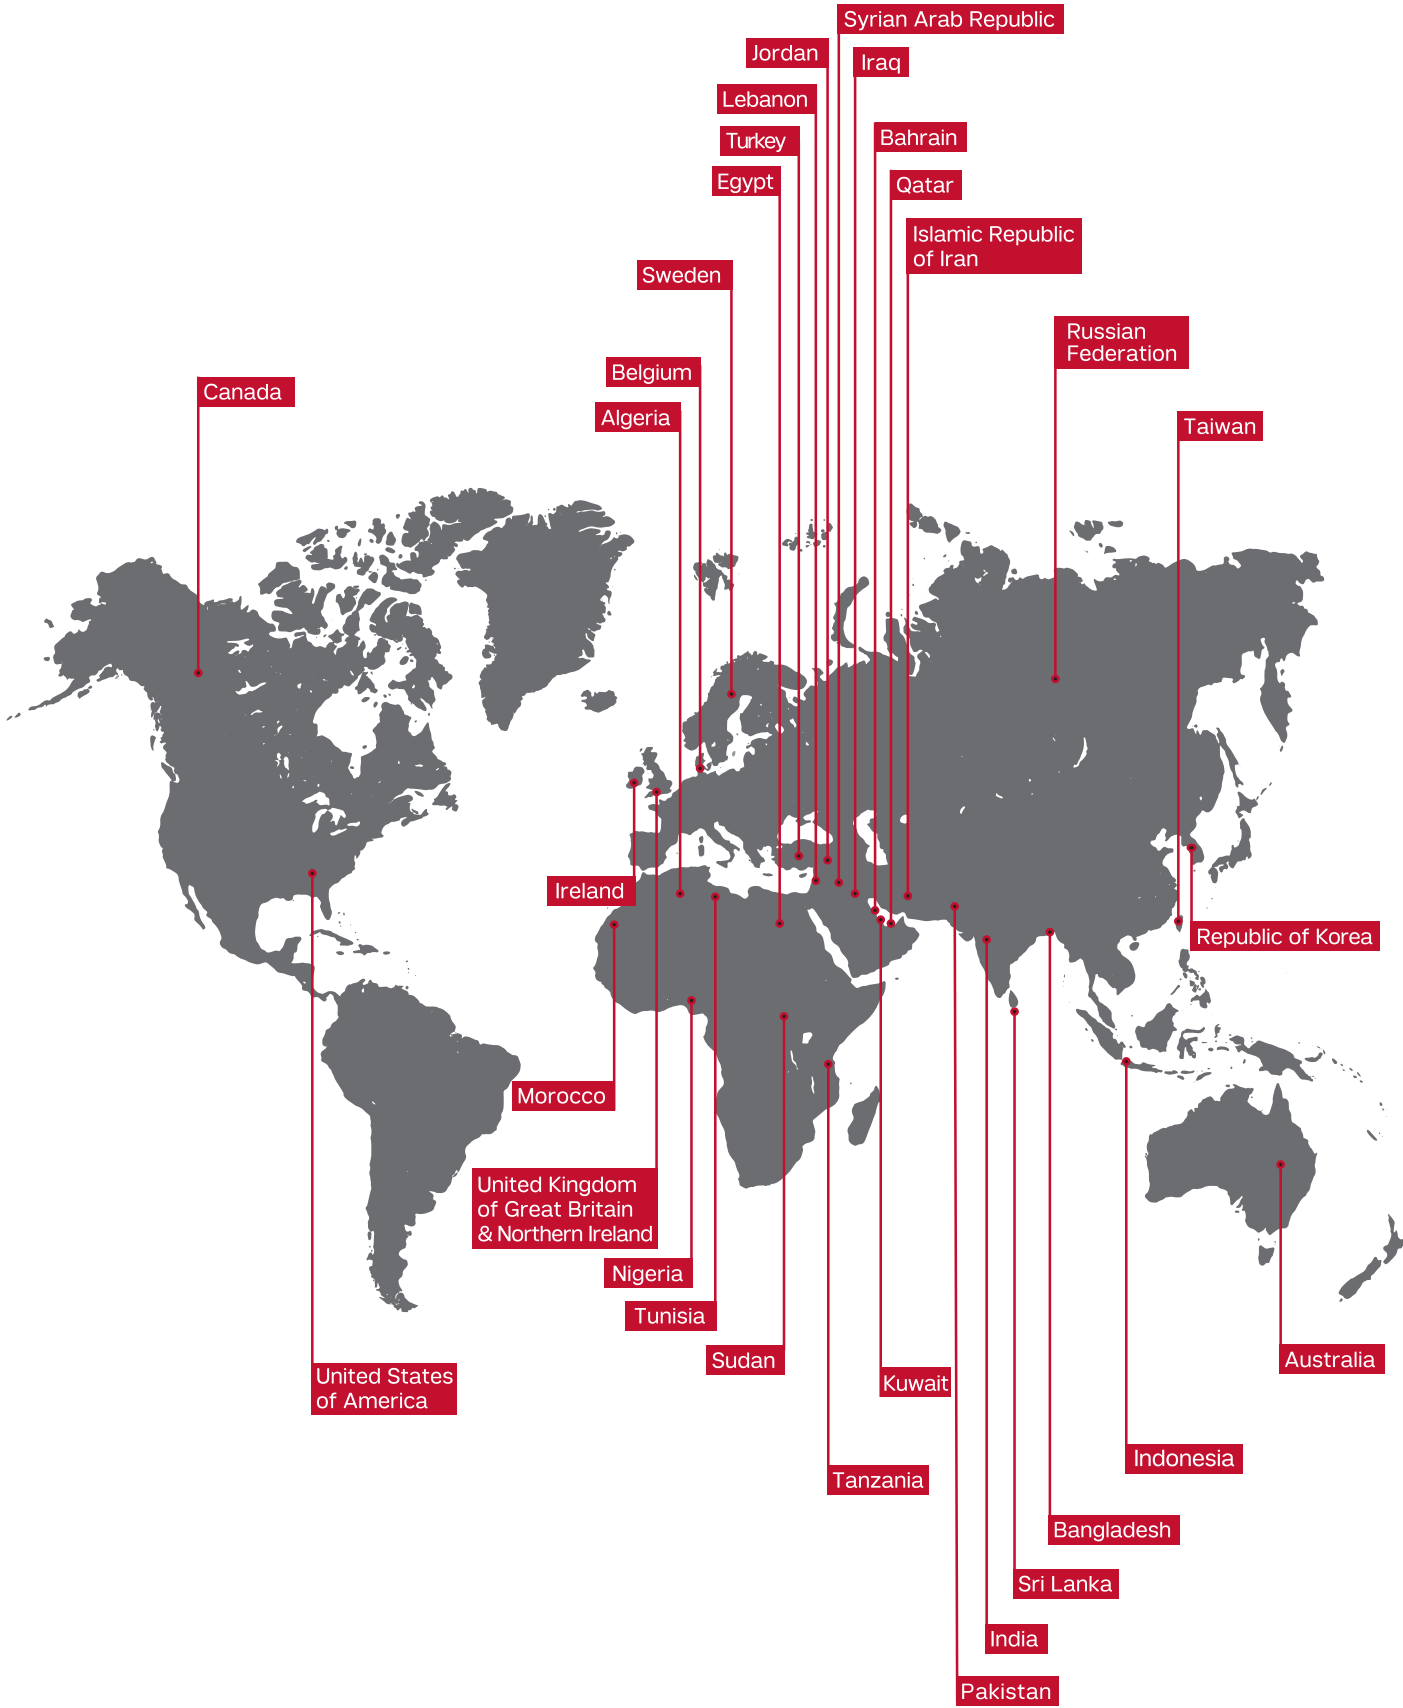 Syrian Arab Republic
Jordan
Iraq
Lebanon
Turkey
Bahrain
Egypt
Qatar
Islamic Republic
of Iran
Sweden
Russian
Federation
Belgium
Canada
Algeria
Taiwan
Ireland
Republic of Korea
Morocco
United Kingdom
of Great Britain
& Northern Ireland
Nigeria
Tunisia
Sudan
Australia
United States
of America
Kuwait
Indonesia
Tanzania
Bangladesh
Sri Lanka
India
Pakistan